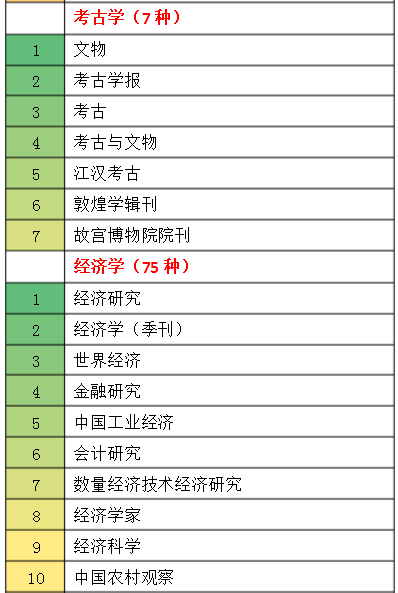 考古学（7种）
1 文物
2 考古学报
3 考古
4 考古与文物
5 江汉考古
6 敦煌学辑刊
7 故宫博物院院刊
经济学（75种）
1 经济研究
2 经济学（季刊）
3 世界经济
4 金融研究
5 中国工业经济
6 会计研究
7 数量经济技术经济研究
8 经济学家
9 经济科学
10 中国农村观察